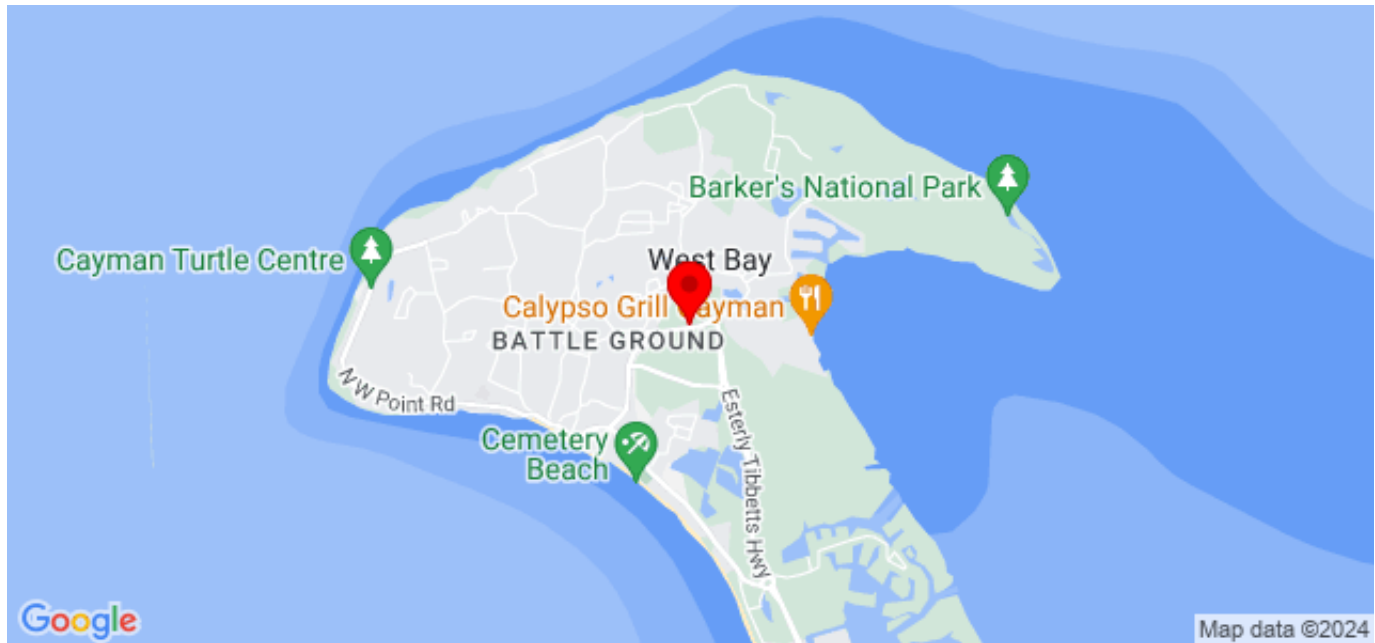 Barker's National Park
Cayman Turtle Centre
West Bay
Calypso Grill Cayman
BATTLE GROUND
NW Point Rd
Esterly Tibbetts Hwy
Cemetery
Beach
Google
Map data ©2024